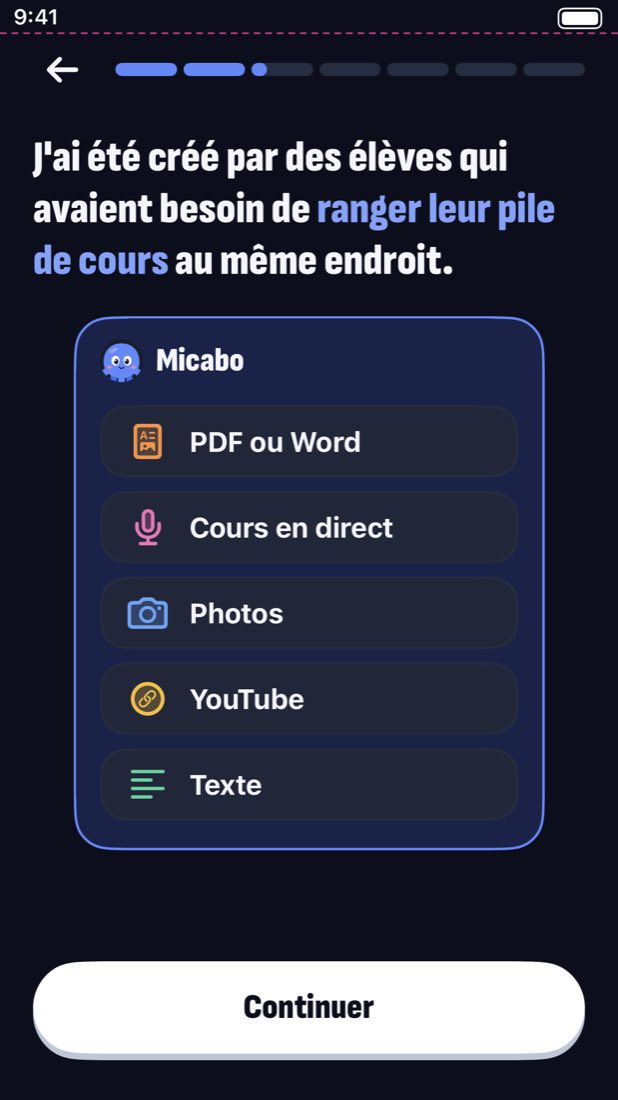 9:41
J'ai été créé par des élèves qui
avaient besoin de ranger leur pile
de cours au même endroit.
Micabo
PDF ou Word
Cours en direct
Photos
YouTube
Texte
Continuer